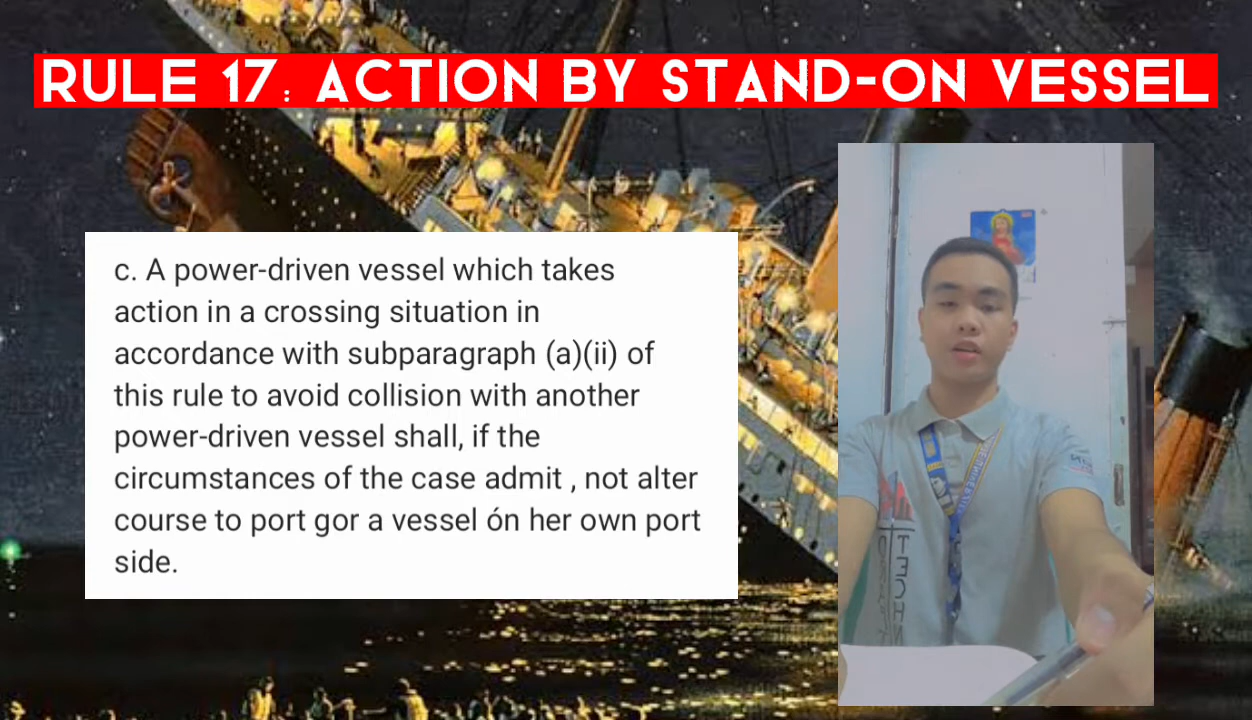 RULE 17: ACTION BY STAND-ON VESSEL
c. A power-driven vessel which takes
action in a crossing situation in
accordance with subparagraph (a)(ii) of
this rule to avoid collision with another
power-driven vessel shall, if the
circumstances of the case admit , not alter
course to port gor a vessel ón her own port
side.
TECHN